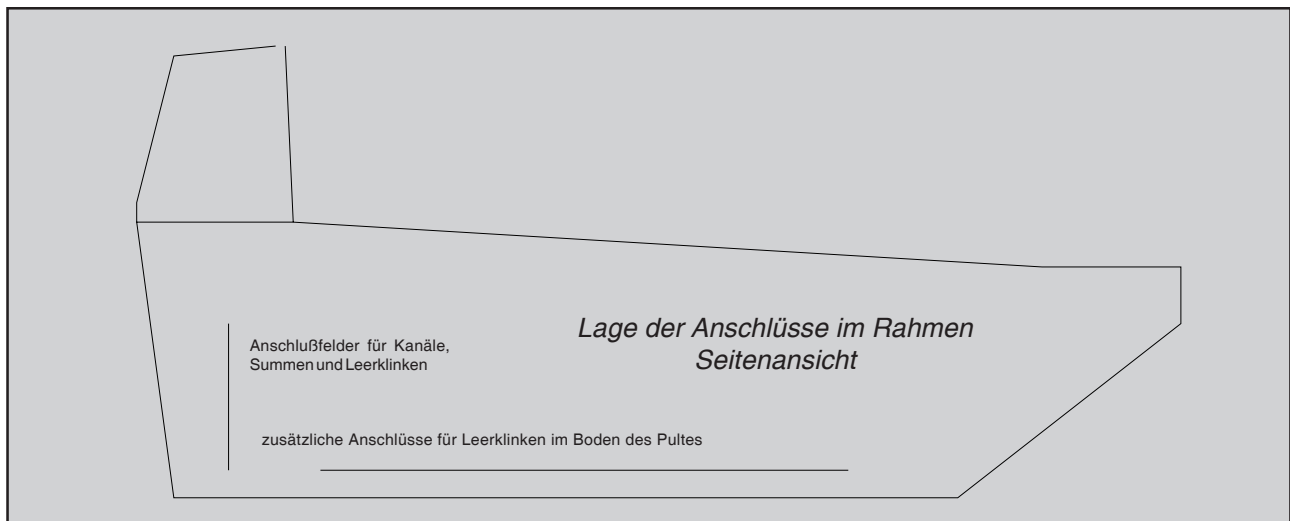 Lage der Anschlüsse im Rahmen
Seitenansicht
Anschlußfelder für Kanäle,
Summen und Leerklinken
zusätzliche Anschlüsse für Leerklinken im Boden des Pultes